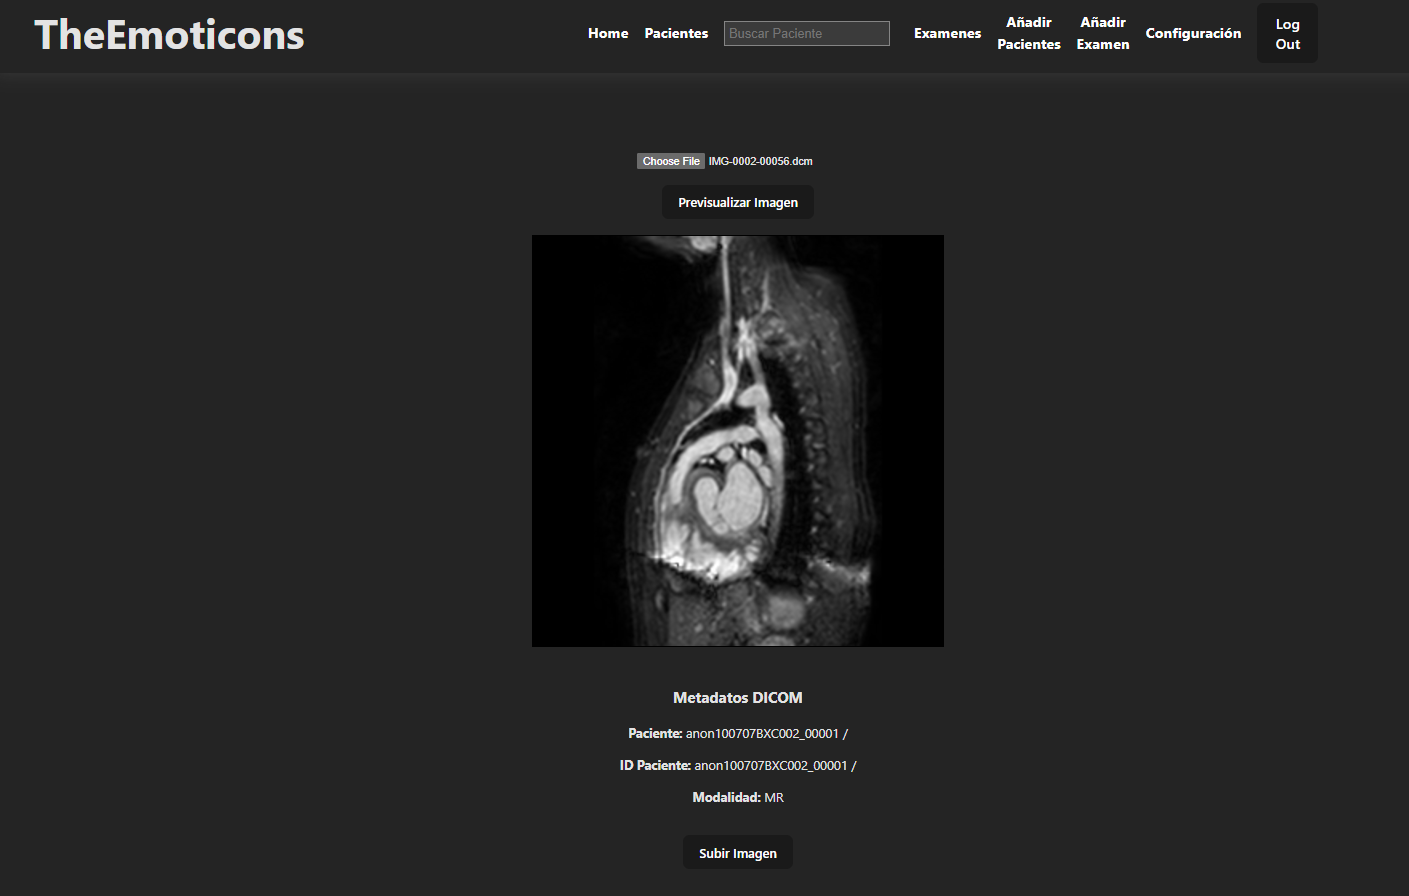 TheEmoticons
Home
Pacientes
Buscar Paciente
Examenes
Añadir
Pacientes
Añadir
Examen
Configuración
Log
Out
Choose File IMG-0002-00056.dcm
Previsualizar Imagen
Metadatos DICOM
Paciente: anon100707BXC002_00001 /
ID Paciente: anon100707BXC002_00001 /
Modalidad: MR
Subir Imagen